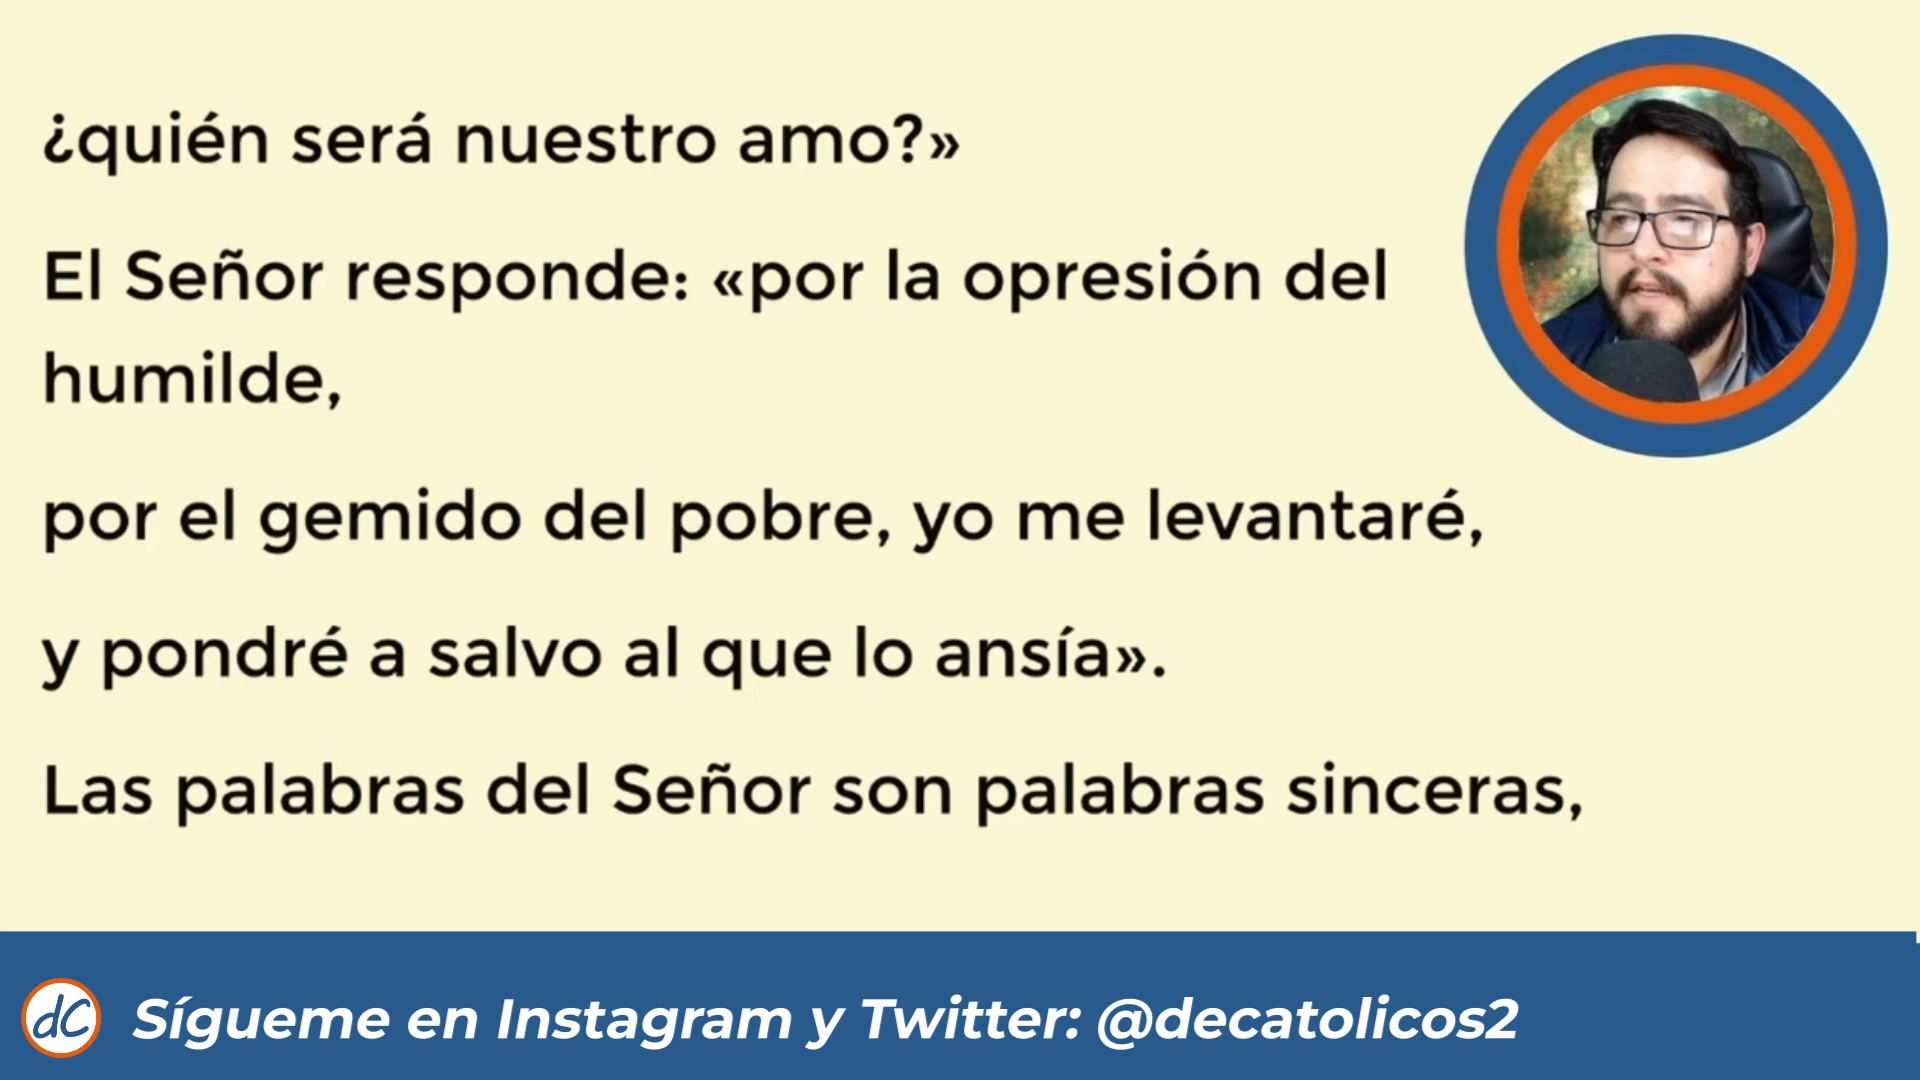 ¿quién será nuestro amo?»
El Señor responde: «por la opresión del
humilde,
por el gemido del pobre, yo me levantaré,
y pondré a salvo al que lo ansía».
Las palabras del Señor son palabras sinceras,
dC
Sígueme en Instagram y Twitter: @decatolicos2